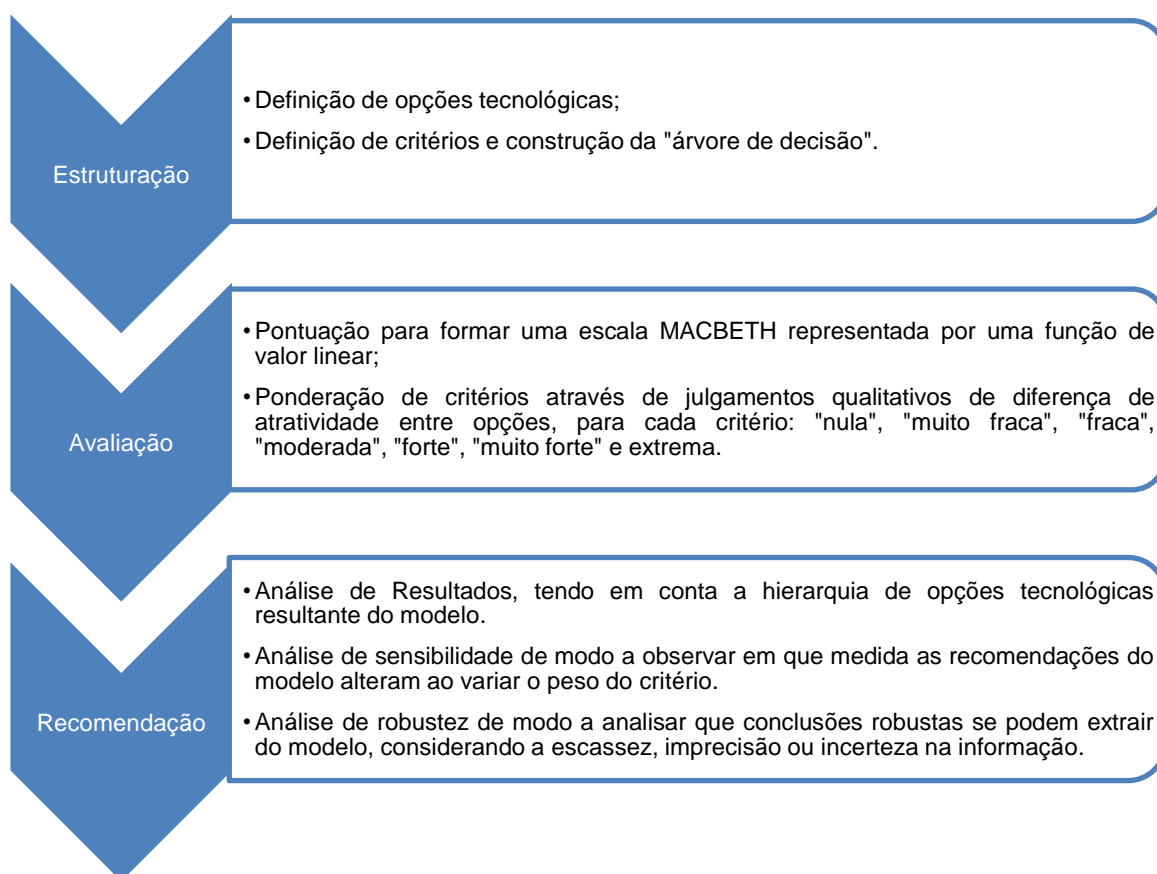 Estruturação
• Definição de opções tecnológicas;
• Definição de critérios e construção da "árvore de decisão".
Avaliação
• Pontuação para formar uma escala MACBETH representada por uma função de
valor linear;
• Ponderação de critérios através de julgamentos qualitativos de diferença de
atratividade entre opções, para cada critério: "nula", "muito fraca", "fraca",
"moderada", "forte", "muito forte" e extrema.
Recomendação
• Análise de Resultados, tendo em conta a hierarquia de opções tecnológicas
resultante do modelo.
• Análise de sensibilidade de modo a observar em que medida as recomendações do
modelo alteram ao variar o peso do critério.
• Análise de robustez de modo a analisar que conclusões robustas se podem extrair
do modelo, considerando a escassez, imprecisão ou incerteza na informação.